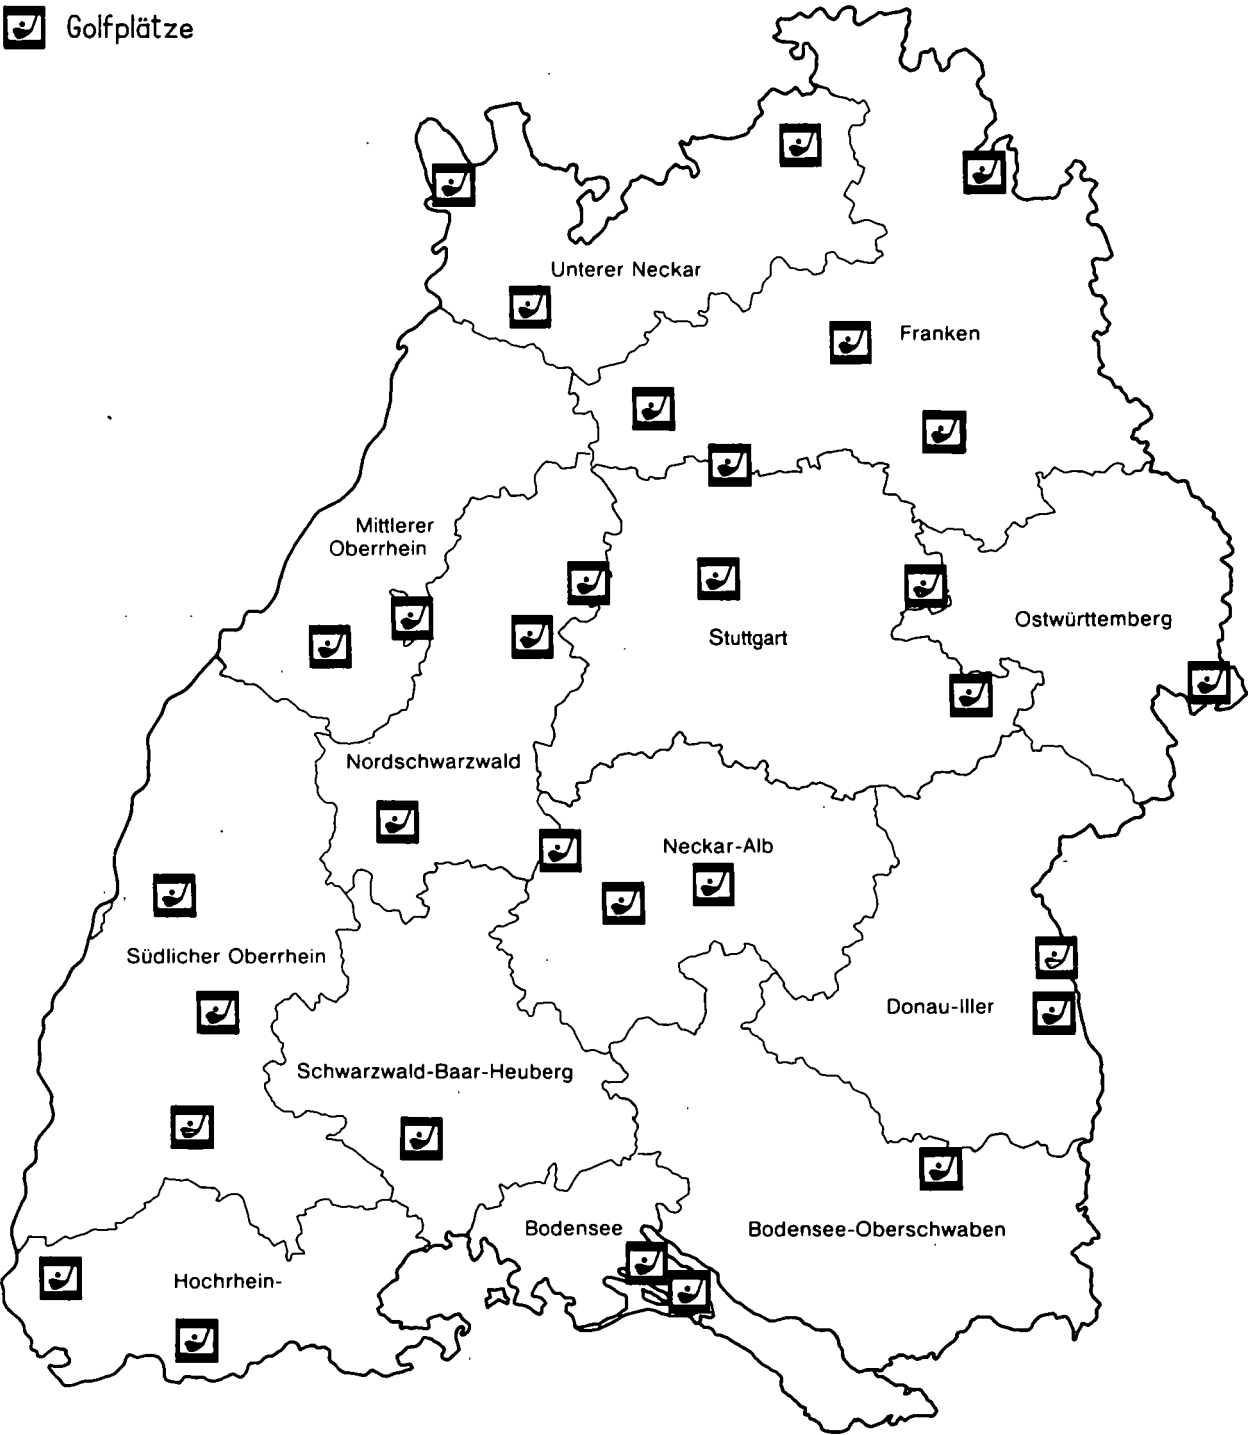 Golfplätze
Unterer Neckar
Franken
Mittlerer
Oberrhein
Ostwürttemberg
Stuttgart
Nordschwarzwald
Neckar-Alb
Südlicher Oberrhein
Donau-Iller
Schwarzwald-Baar-Heuberg
Bodensee
Bodensee-Oberschwaben
Hochrhein-